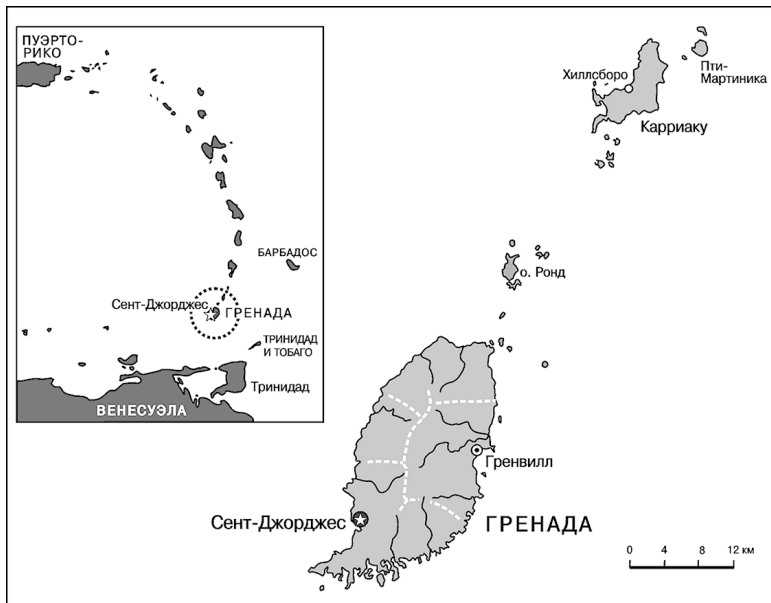 ПУЭРТО-
РИКО
БАРБАДОС
Сент-Джорджес
ГРЕНАДА
ТРИНИДАД
И ТОБАГО
Тринидад
ВЕНЕСУЭЛА
Хиллсборо
Пти-
Мартиника
Карриаку
о. Ронд
Гренвилл
Сент-Джорджес
ГРЕНАДА
0 4 8 12 км